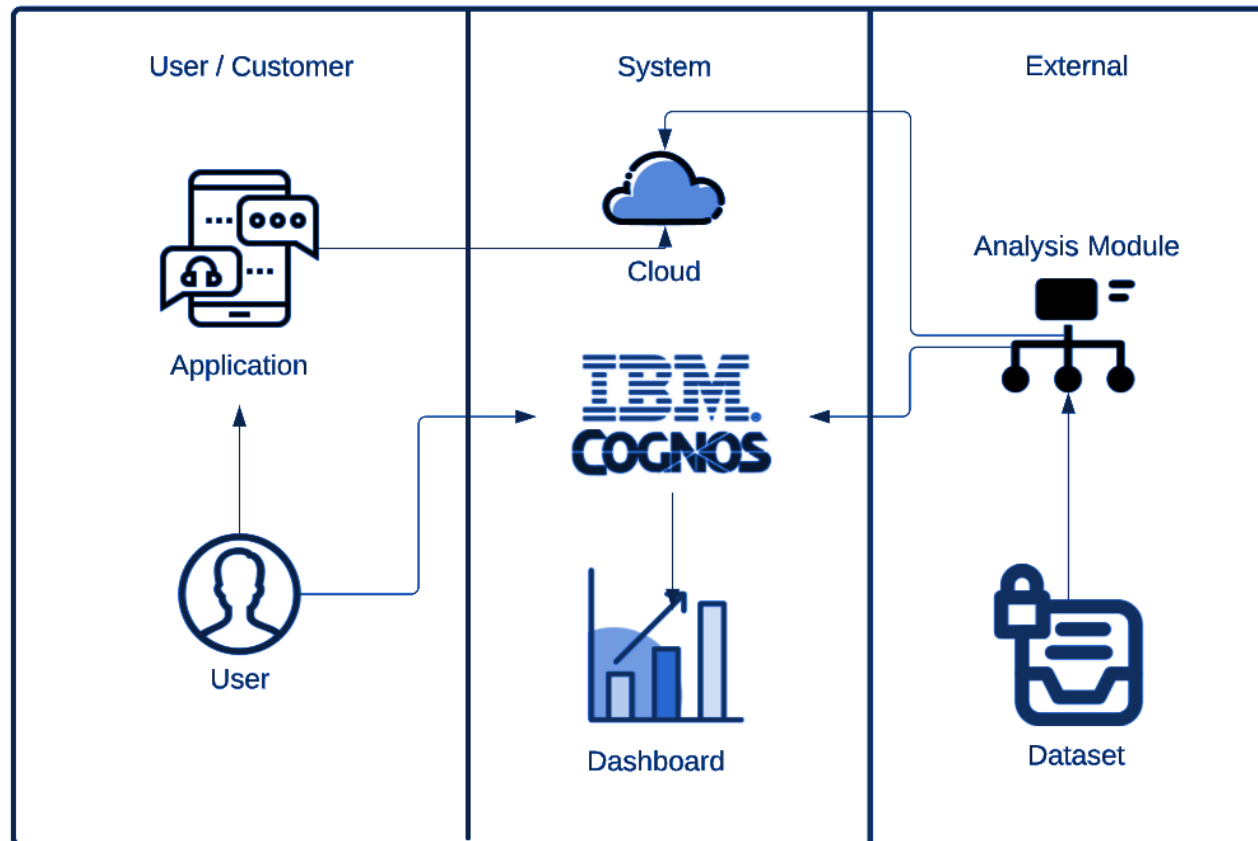 User / Customer
System
External
Analysis Module
Cloud
Application
IBM.
COGNOS
User
Dashboard
Dataset